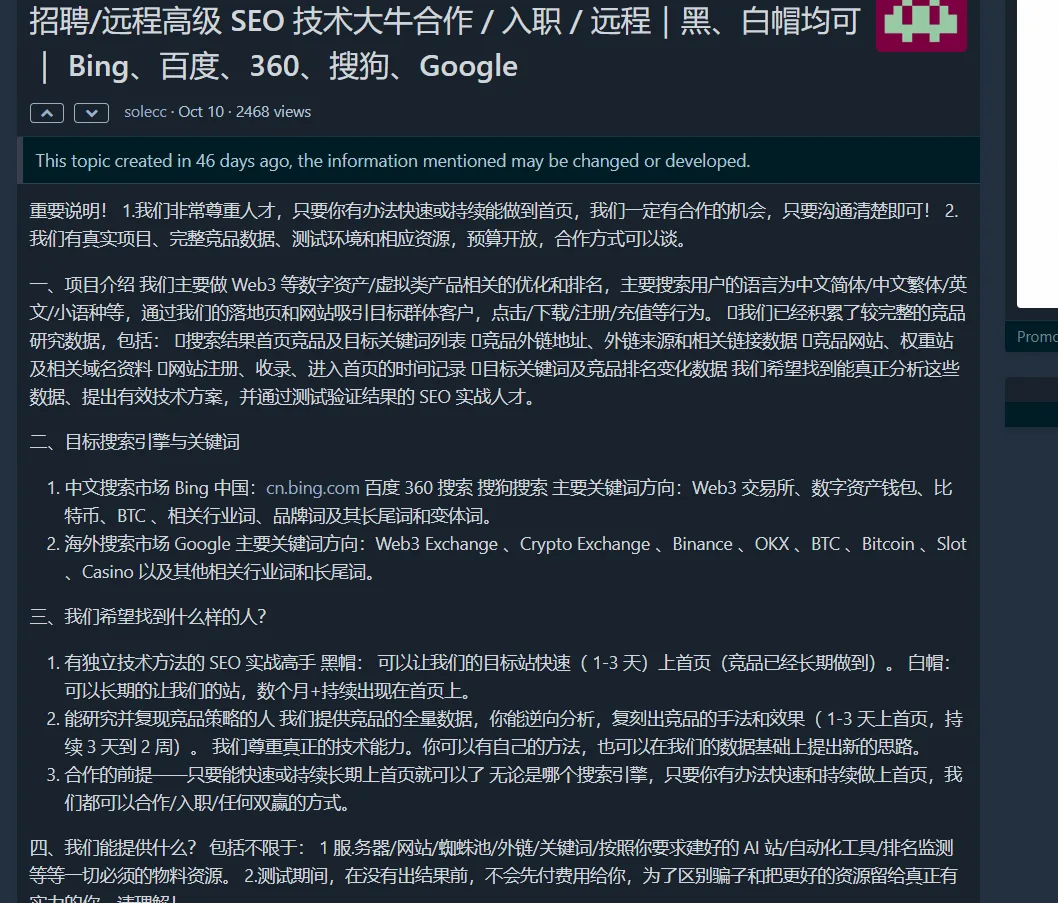 招聘/远程高级 SEO 技术大牛合作 / 入职 / 远程｜黑、白帽均可
｜ Bing、百度、360、搜狗、Google
solecc · Oct 10 · 2468 views
This topic created in 46 days ago, the information mentioned may be changed or developed.
重要说明！ 1.我们非常尊重人才，只要你有办法快速或持续能做到首页，我们一定有合作的机会，只要沟通清楚即可！ 2.
我们有真实项目、完整竞品数据、测试环境和相应资源，预算开放，合作方式可以谈。
一、项目介绍 我们主要做 Web3 等数字资产/虚拟类产品相关的优化和排名，主要搜索用户的语言为中文简体/中文繁体/英
文/小语种等，通过我们的落地页和网站吸引目标群体客户，点击/下载/注册/充值等行为。 我们已经积累了较完整的竞品
研究数据，包括： 搜索结果首页竞品及目标关键词列表 竞品外链地址、外链来源和相关链接数据 竞品网站、权重站
及相关域名资料 网站注册、收录、进入首页的时间记录 目标关键词及竞品排名变化数据 我们希望找到能真正分析这些
数据、提出有效技术方案，并通过测试验证结果的 SEO 实战人才。
二、目标搜索引擎与关键词
1. 中文搜索市场 Bing 中国：cn.bing.com 百度 360 搜索 搜狗搜索 主要关键词方向：Web3 交易所、数字资产钱包、比
特币、BTC 、相关行业词、品牌词及其长尾词和变体词。
2. 海外搜索市场 Google 主要关键词方向：Web3 Exchange 、Crypto Exchange 、Binance 、OKX 、BTC 、Bitcoin 、Slot
、Casino 以及其他相关行业词和长尾词。
三、我们希望找到什么样的人？
1. 有独立技术方法的 SEO 实战高手 黑帽： 可以让我们的目标站快速（ 1-3 天）上首页（竞品已经长期做到）。 白帽：
可以长期的让我们的站，数个月+持续出现在首页上。
2. 能研究并复现竞品策略的人 我们提供竞品的全量数据，你能逆向分析，复刻出竞品的手法和效果（ 1-3 天上首页，持
续 3 天到 2 周）。 我们尊重真正的技术能力。你可以有自己的方法，也可以在我们的数据基础上提出新的思路。
3. 合作的前提——只要能快速或持续长期上首页就可以了 无论是哪个搜索引擎，只要你有办法快速和持续做上首页，我
们都可以合作/入职/任何双赢的方式。
四、我们能提供什么？ 包括不限于： 1 服务器/网站/蜘蛛池/外链/关键词/按照你要求建好的 AI 站/自动化工具/排名监测
等等一切必须的物料资源。 2.测试期间，在没有出结果前，不会先付费用给你，为了区别骗子和把更好的资源留给真正有
实力的你，请理解！
Promo